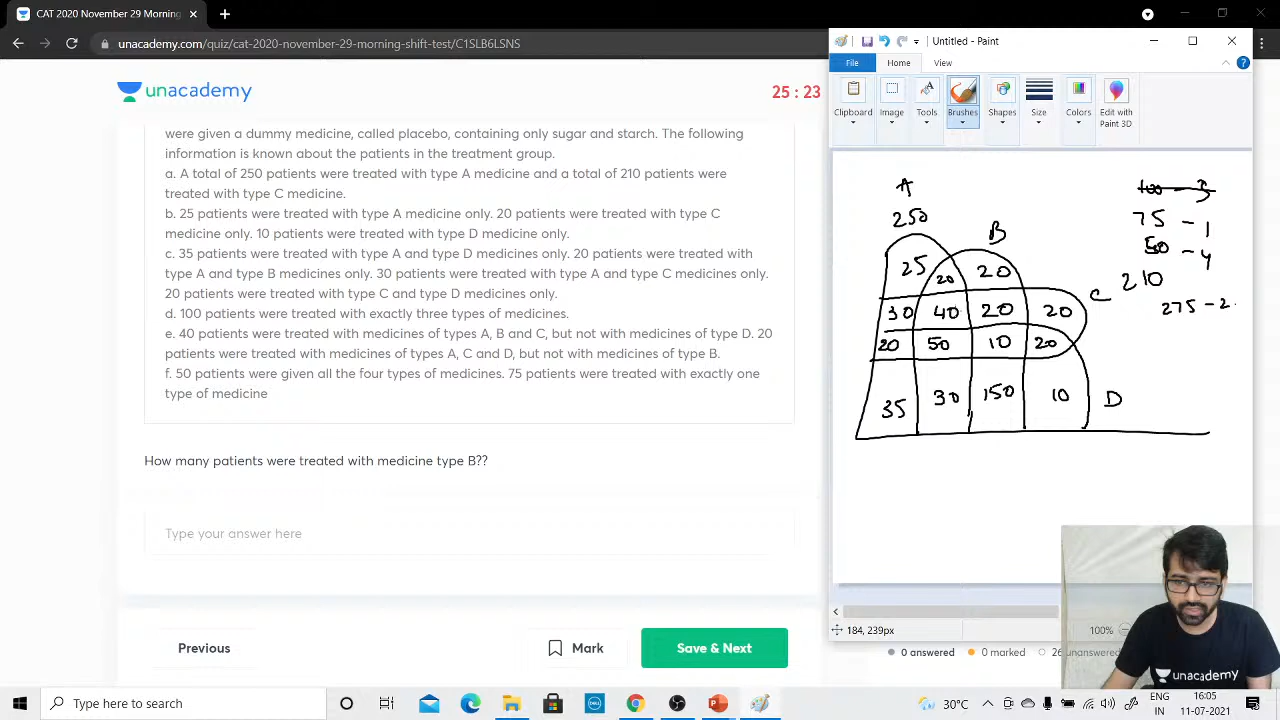 CAT 2020 November 29 Morning
unacademy.com/quiz/cat-2020-november-29-morning-shift-test/C1SLB6LSNS
unacademy
25 : 23
were given a dummy medicine, called placebo, containing only sugar and starch. The following
information is known about the patients in the treatment group.
a. A total of 250 patients were treated with type A medicine and a total of 210 patients were
treated with type C medicine.
b. 25 patients were treated with type A medicine only. 20 patients were treated with type C
medicine only. 10 patients were treated with type D medicine only.
c. 35 patients were treated with type A and type D medicines only. 20 patients were treated with
type A and type B medicines only. 30 patients were treated with type A and type C medicines only.
20 patients were treated with type C and type D medicines only.
d. 100 patients were treated with exactly three types of medicines.
e. 40 patients were treated with medicines of types A, B and C, but not with medicines of type D. 20
patients were treated with medicines of types A, C and D, but not with medicines of type B.
f. 50 patients were given all the four types of medicines. 75 patients were treated with exactly one
type of medicine
How many patients were treated with medicine type B??
Type your answer here
Previous
Mark
Save & Next
Untitled - Paint
File
Home
View
Clipboard
Image
Tools
Brushes
Shapes
Size
Colors
Edit with
Paint 3D
A
250
B
25
20
20
30
40
20
20
C
20
50
10
20
35
30
150
10
D
100 - 3
75 - 1
50 - 4
210
275 - 2
184, 239px
100%
0 answered
0 marked
26 unanswered
unacademy
Type here to search
30°C
ENG
IN
16:05
11-07-2021